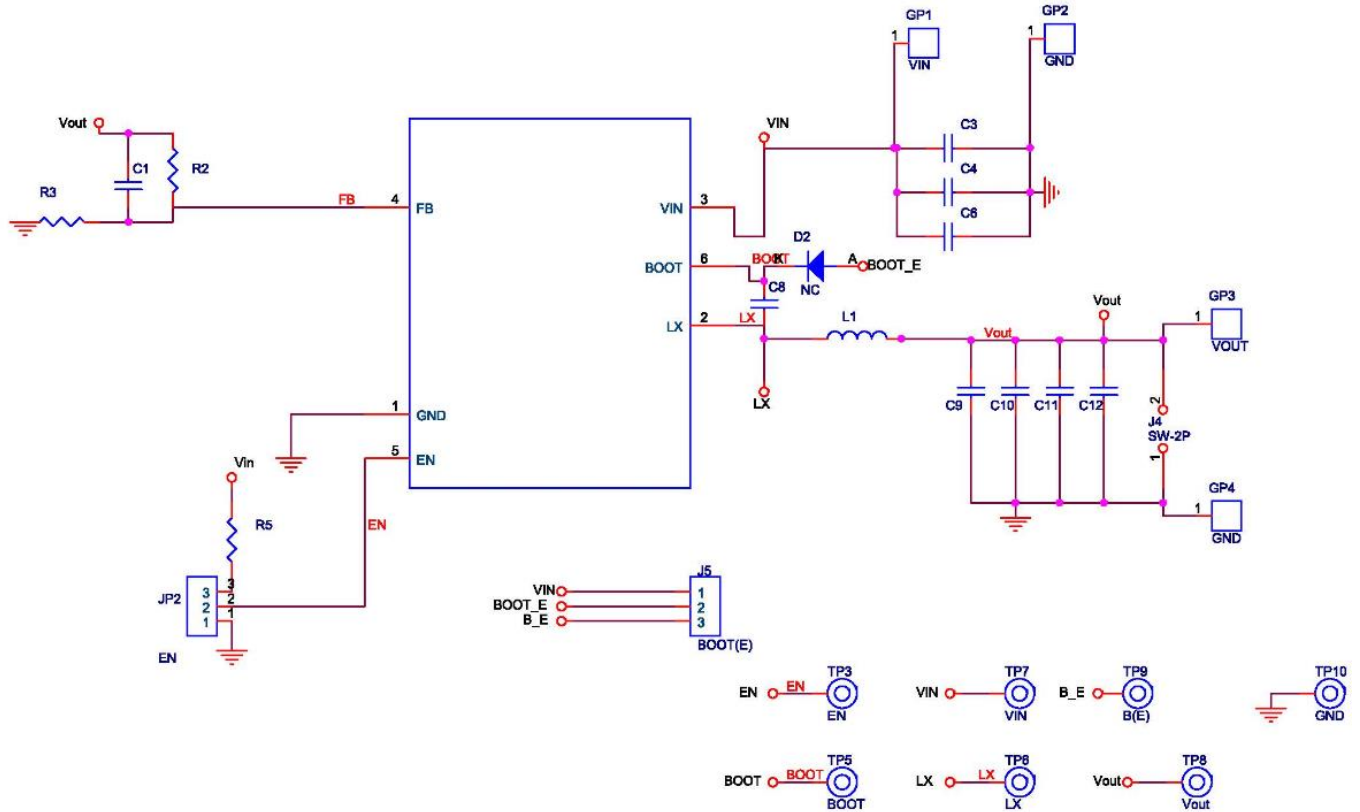 GP1
1
VIN
GP2
1
GND
Vout
C1
R2
R3
FB
4
FB
VIN
3
VIN
C3
C4
C6
BOOT
6
BOOT
K
D2
NC
A
BOOT_E
C8
LX
2
LX
L1
LX
Vout
Vout
GP3
1
VOUT
C9
C10
C11
C12
2
J4
SW-2P
1
GP4
1
GND
1
GND
5
EN
Vin
R5
EN
JP2
3
3
2
2
1
1
EN
J5
VIN
1
BOOT_E
2
B_E
3
BOOT(E)
EN
EN
TP3
EN
VIN
TP7
VIN
B_E
TP9
B(E)
TP10
GND
BOOT
BOOT
TP5
BOOT
LX
LX
TP6
LX
Vout
TP8
Vout